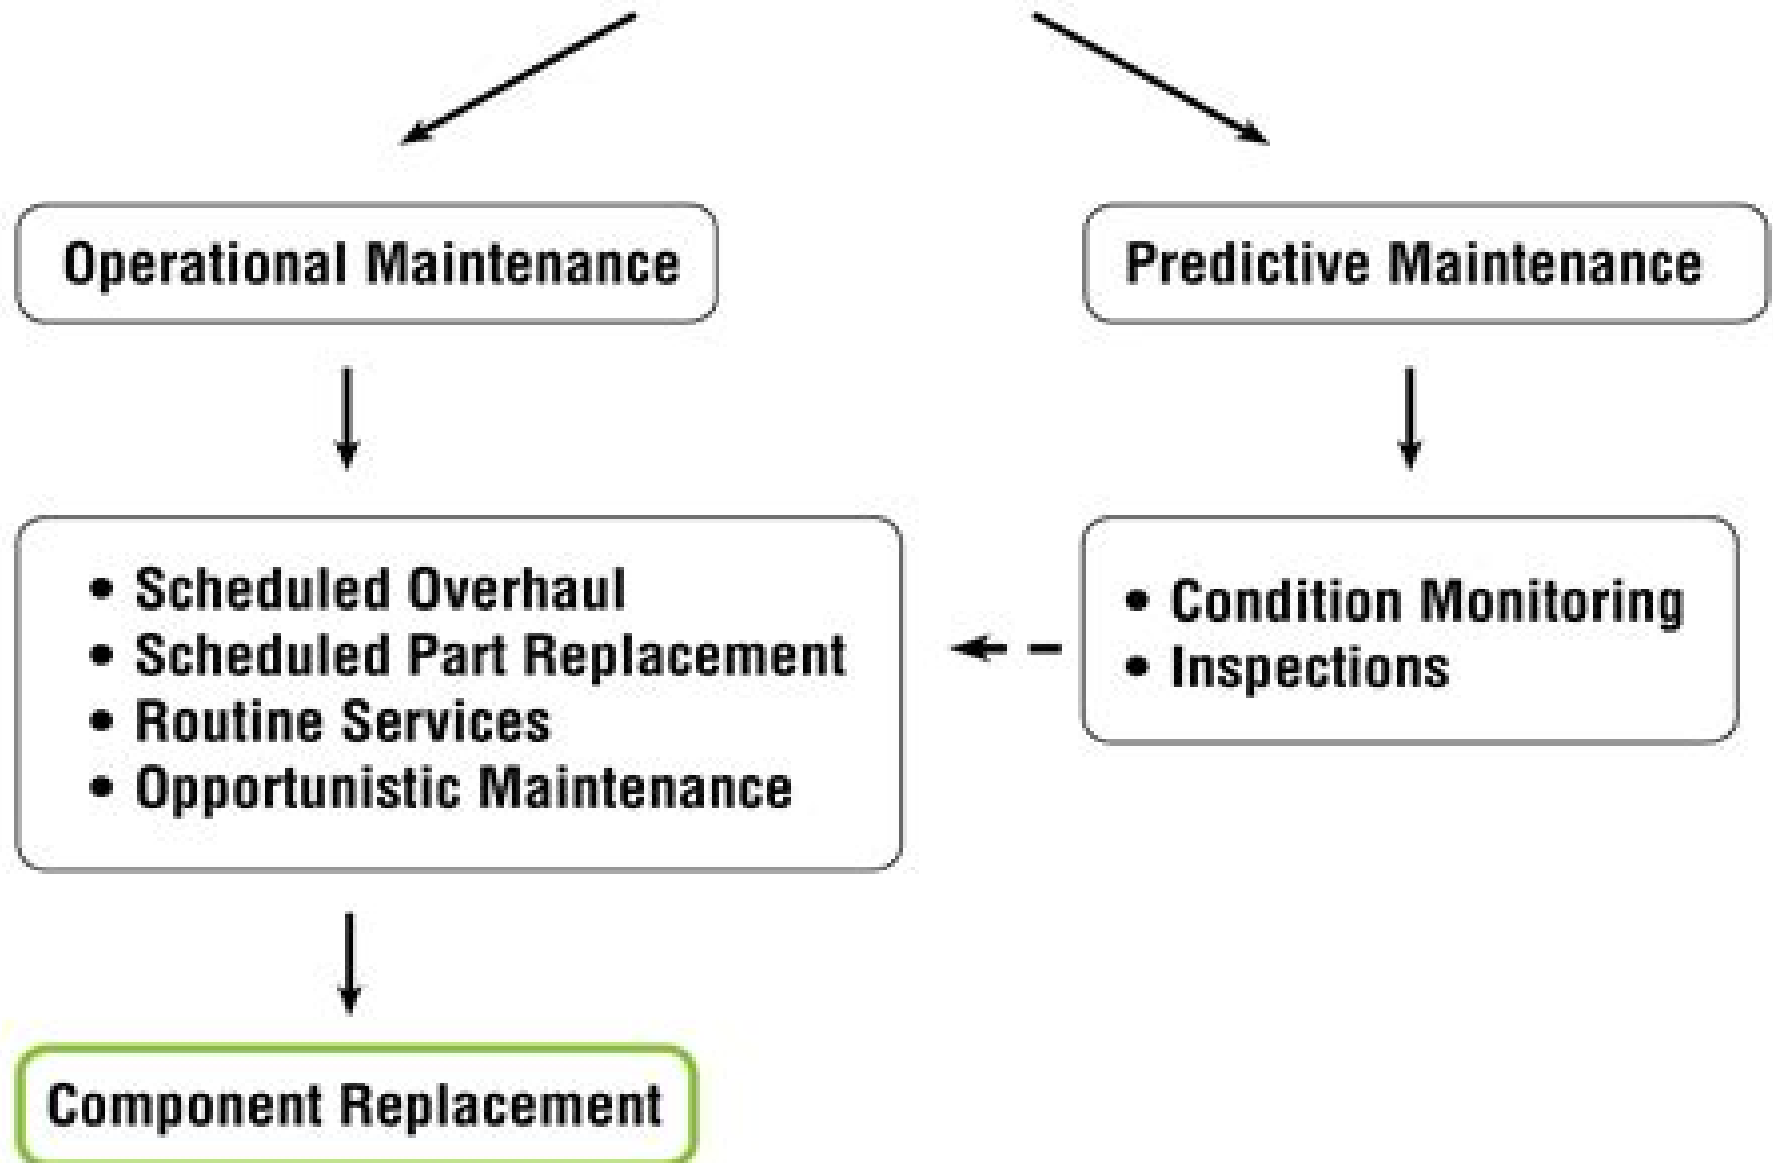 Operational Maintenance
Predictive Maintenance
• Scheduled Overhaul
• Scheduled Part Replacement
• Routine Services
• Opportunistic Maintenance
• Condition Monitoring
• Inspections
Component Replacement